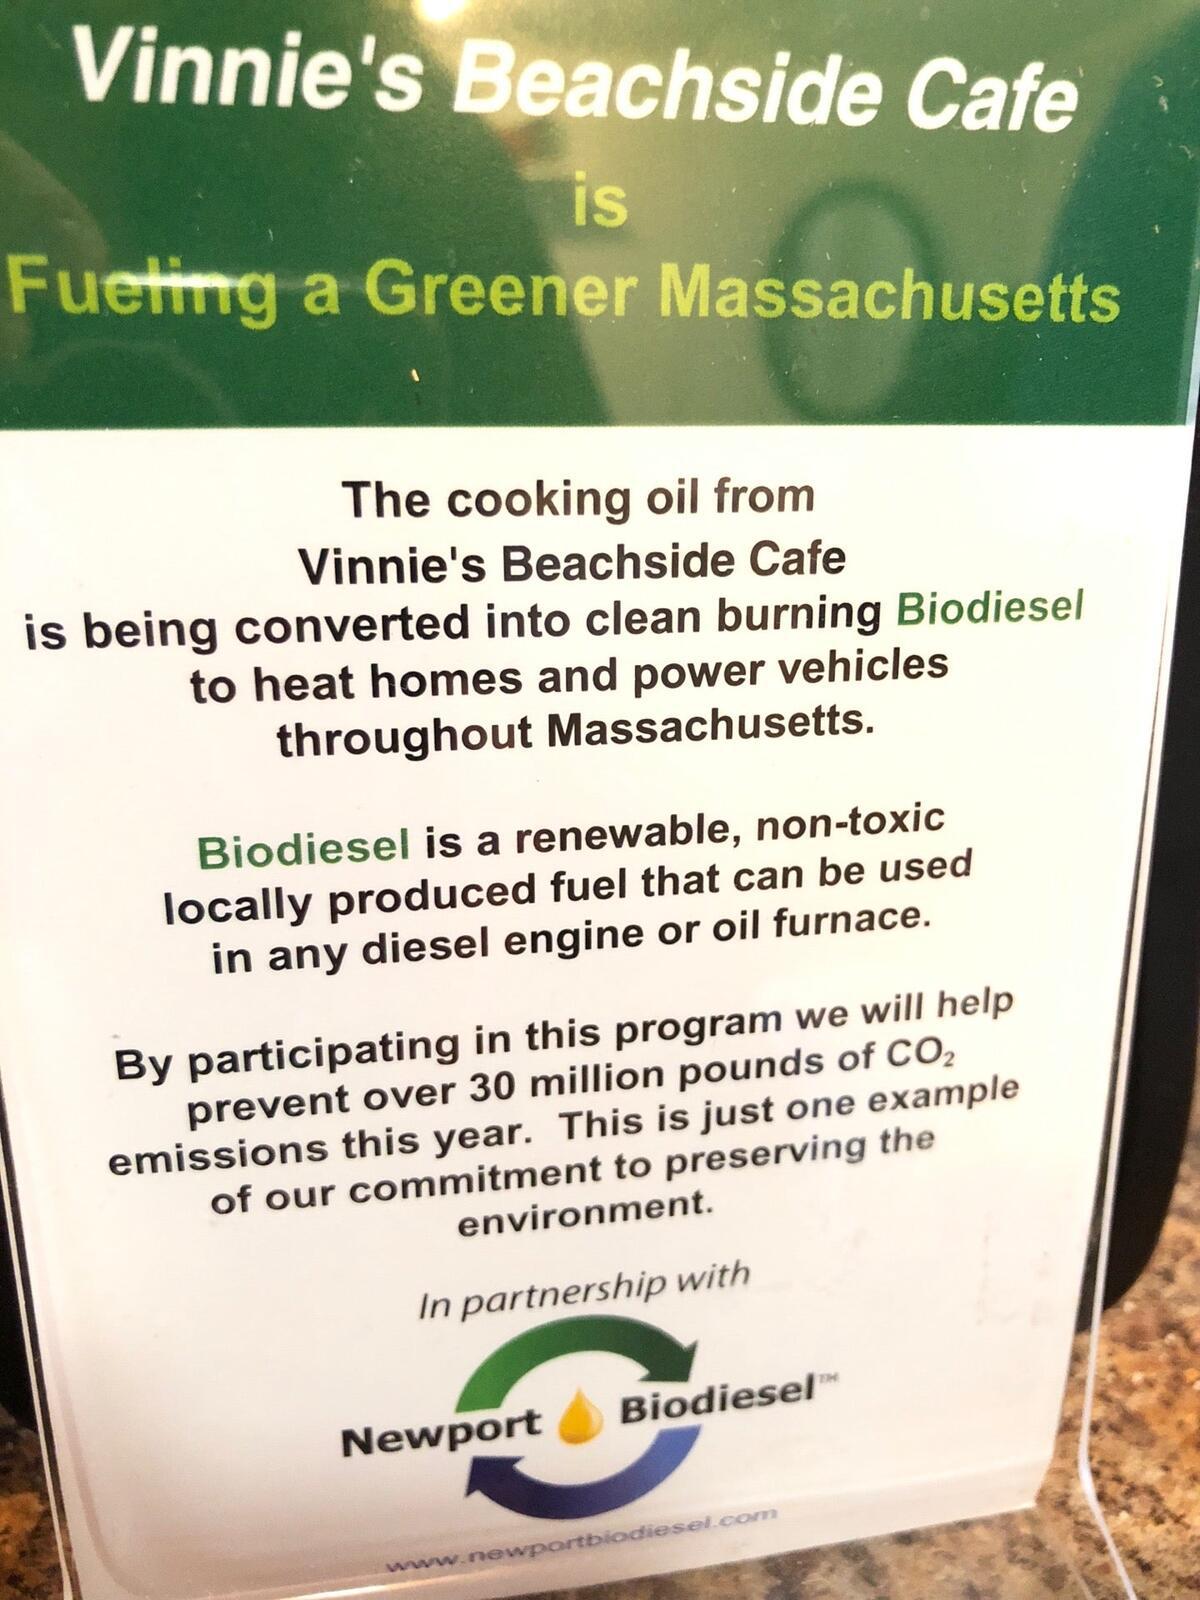 Vinnie's Beachside Cafe
is
Fueling a Greener Massachusetts
The cooking oil from
Vinnie's Beachside Cafe
is being converted into clean burning Biodiesel
to heat homes and power vehicles
throughout Massachusetts.
Biodiesel is a renewable, non-toxic
locally produced fuel that can be used
in any diesel engine or oil furnace.
By participating in this program we will help
prevent over 30 million pounds of CO₂
emissions this year. This is just one example
of our commitment to preserving the
environment.
In partnership with
Newport Biodiesel™
www.newportbiodiesel.com